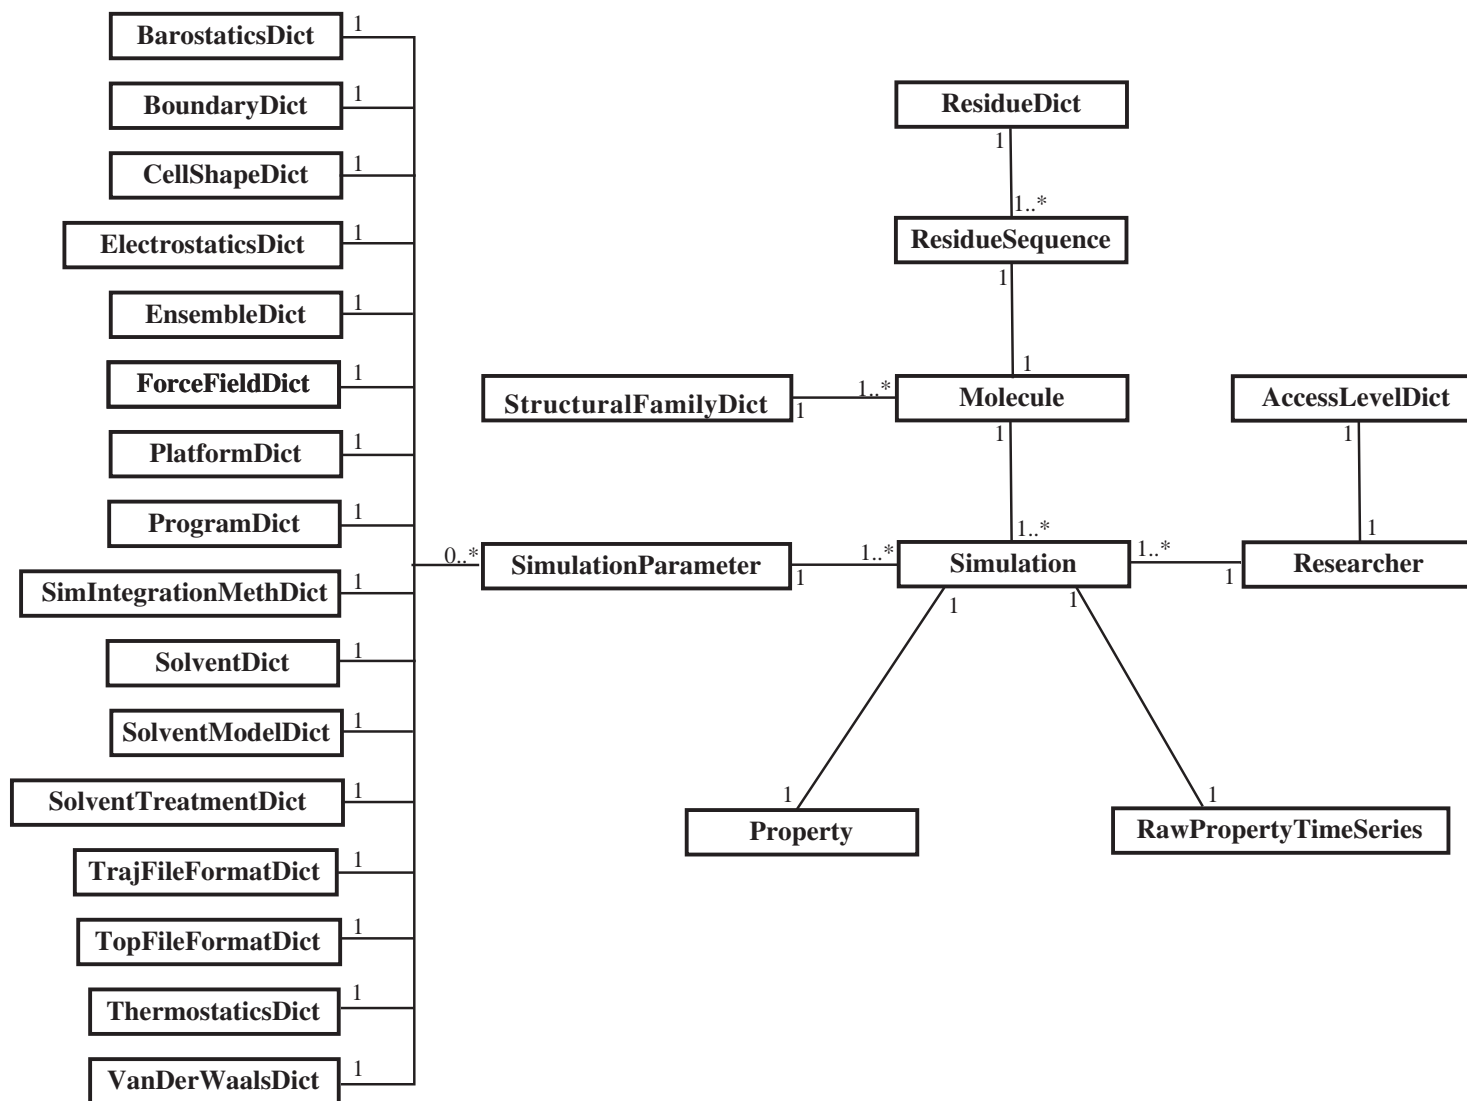 BarostaticsDict
1
BoundaryDict
1
CellShapeDict
1
ElectrostaticsDict
1
EnsembleDict
1
ForceFieldDict
1
PlatformDict
1
ProgramDict
1
SimIntegrationMethDict
1
SolventDict
1
SolventModelDict
1
SolventTreatmentDict
1
TrajFileFormatDict
1
TopFileFormatDict
1
ThermostaticsDict
1
VanDerWaalsDict
1
0..*
SimulationParameter
1
1..*
StructuralFamilyDict
1
1..*
ResidueDict
1
1..*
ResidueSequence
1
1
Molecule
1
1..*
Simulation
1
1
1..*
1
Researcher
1
1
AccessLevelDict
1
Property
1
RawPropertyTimeSeries